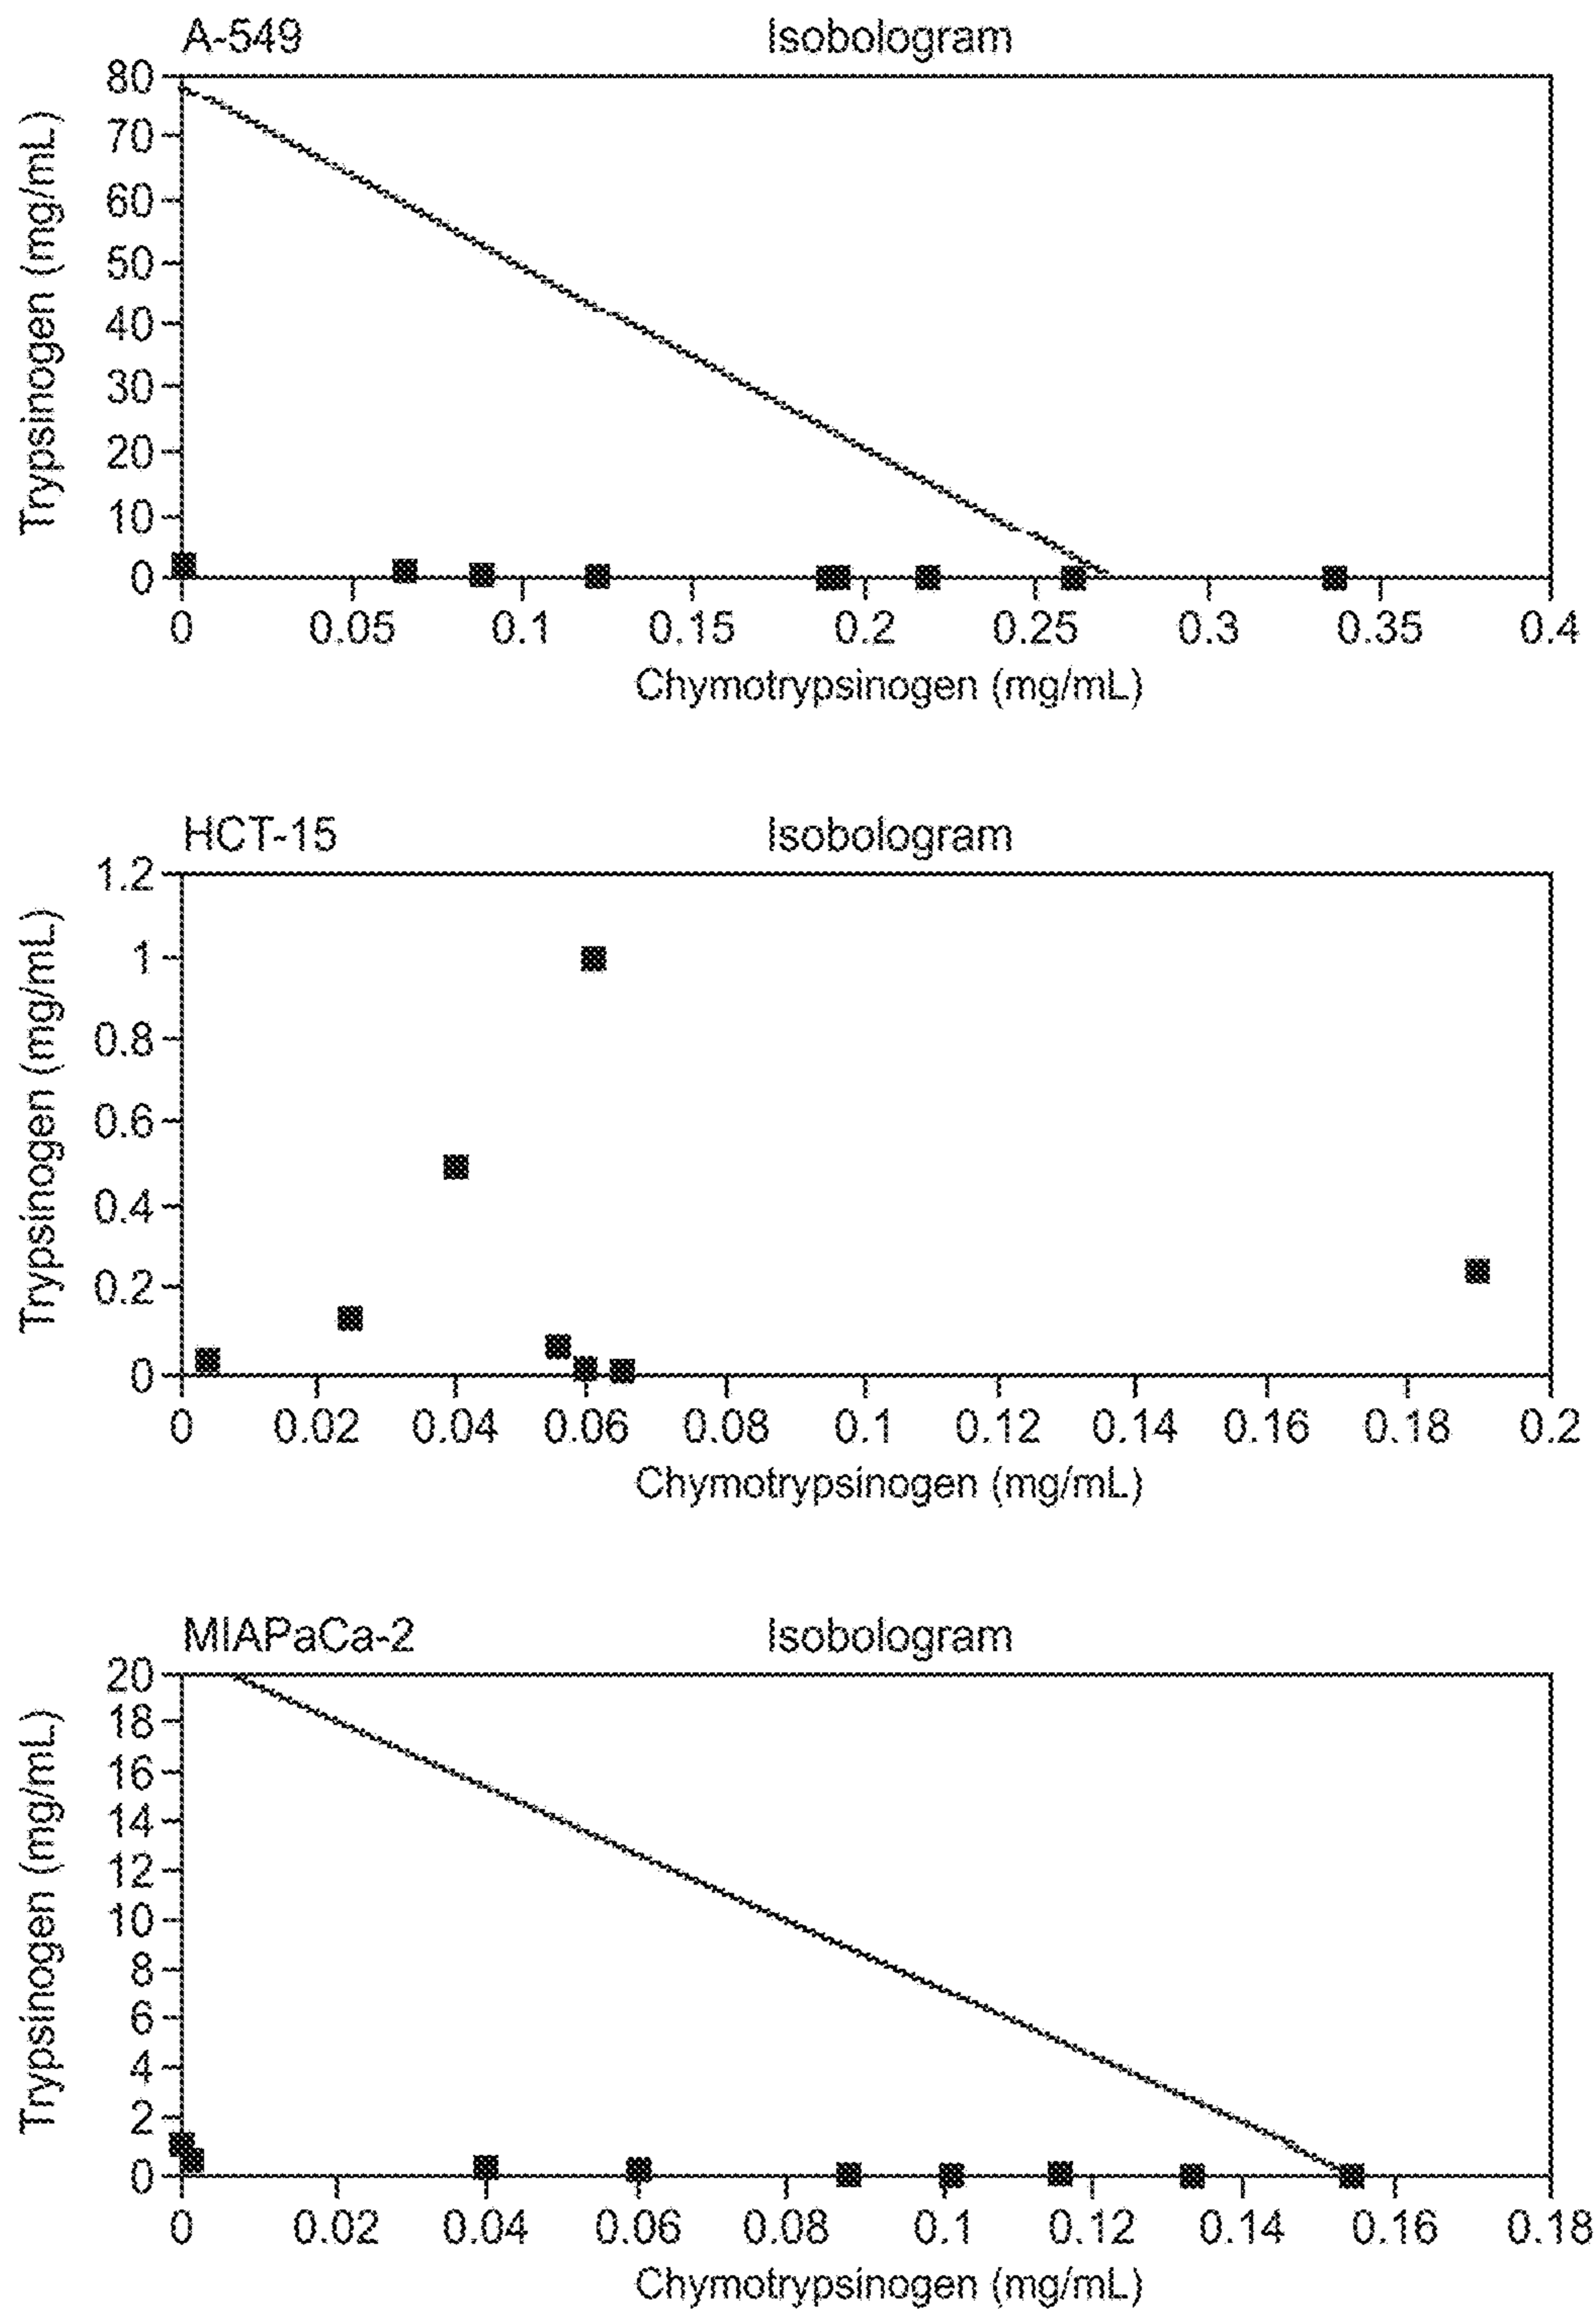 A-549 Isobologram
Trypsinogen (mg/mL)
80
70
60
50
40
30
20
10
0
0 0.05 0.1 0.15 0.2 0.25 0.3 0.35 0.4
Chymotrypsinogen (mg/mL)
HCT-15 Isobologram
Trypsinogen (mg/mL)
1.2
1
0.8
0.6
0.4
0.2
0
0 0.02 0.04 0.06 0.08 0.1 0.12 0.14 0.16 0.18 0.2
Chymotrypsinogen (mg/mL)
MIAPaCa-2 Isobologram
Trypsinogen (mg/mL)
20
18
16
14
12
10
8
6
4
2
0
0 0.02 0.04 0.06 0.08 0.1 0.12 0.14 0.16 0.18
Chymotrypsinogen (mg/mL)